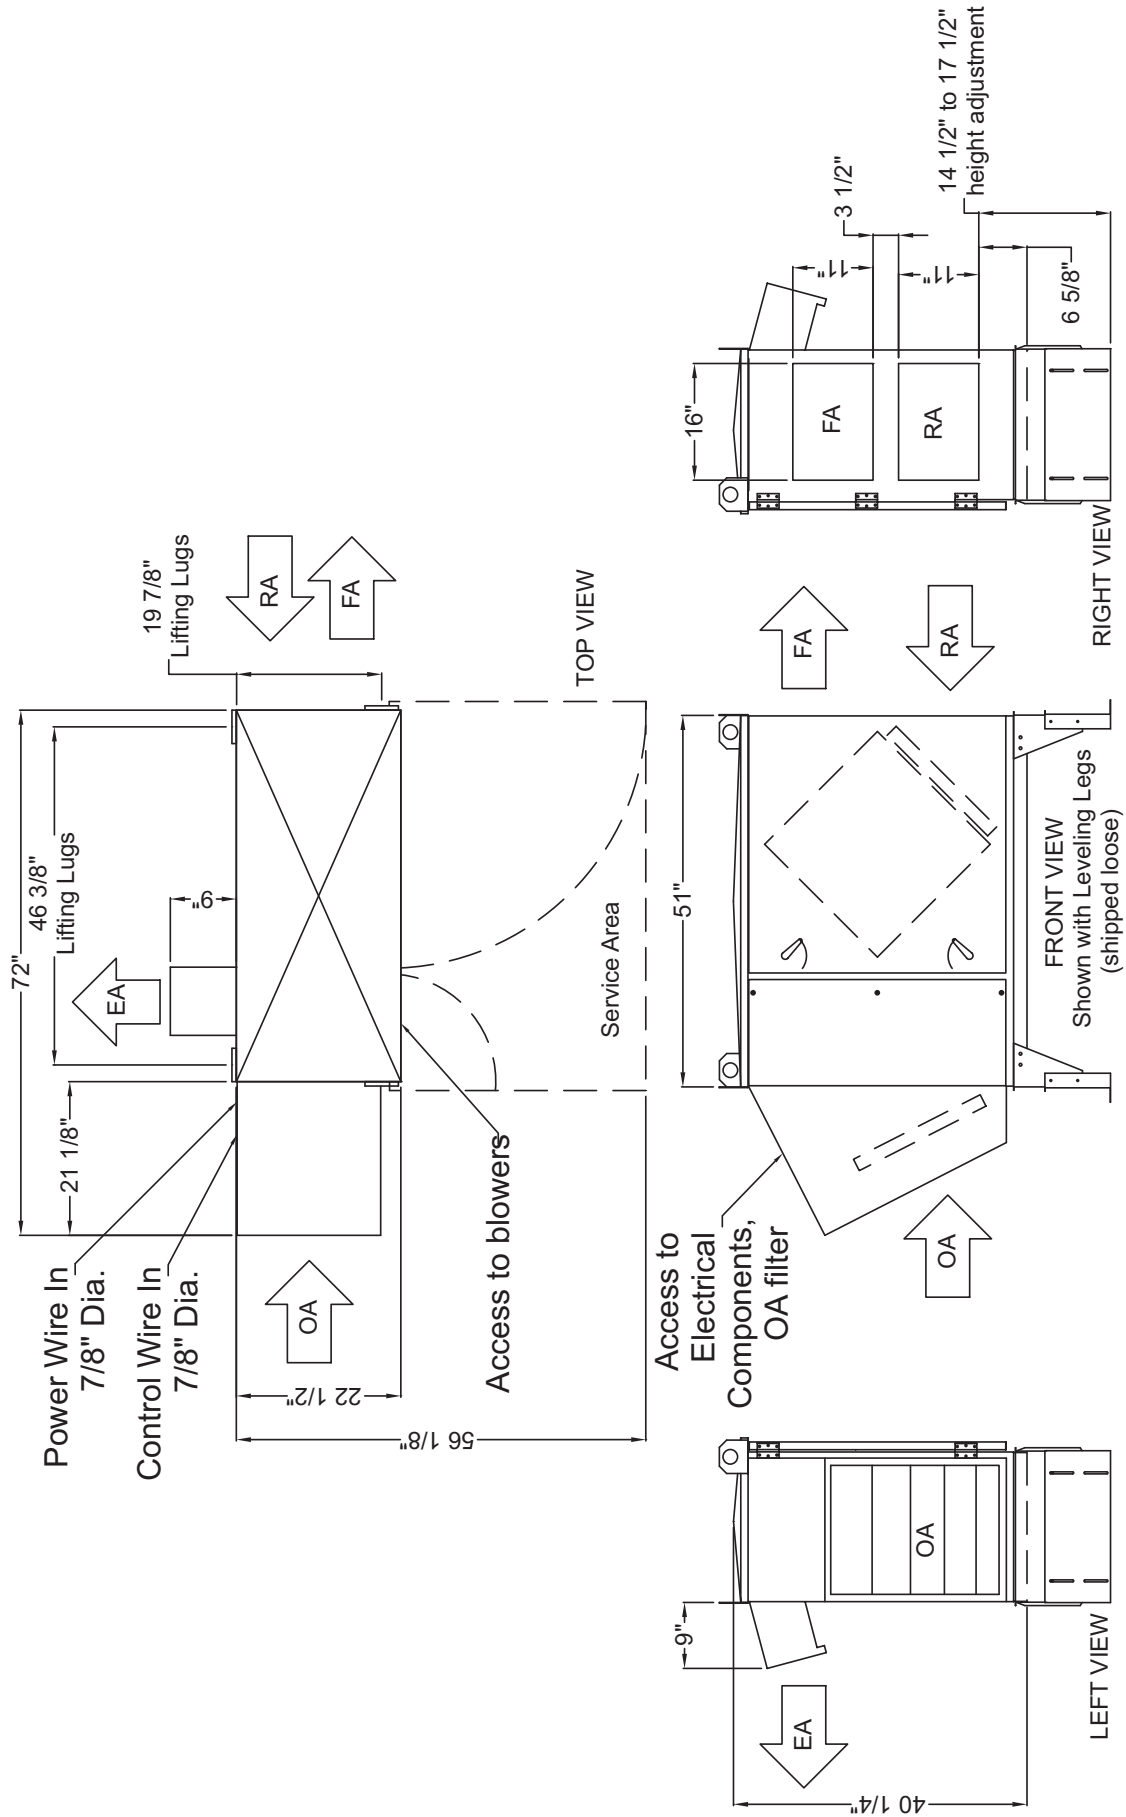 72"
46 3/8"
Lifting Lugs
21 1/8"
9"
19 7/8"
Lifting Lugs
EA
RA
FA
Power Wire In
7/8" Dia.
Control Wire In
7/8" Dia.
OA
22 1/2"
56 1/8"
Access to blowers
Service Area
TOP VIEW
9"
EA
40 1/4"
OA
LEFT VIEW
Access to
Electrical
Components,
OA filter
OA
51"
FA
RA
FRONT VIEW
Shown with Leveling Legs
(shipped loose)
16"
FA
RA
11"
11"
3 1/2"
14 1/2" to 17 1/2"
height adjustment
6 5/8"
RIGHT VIEW